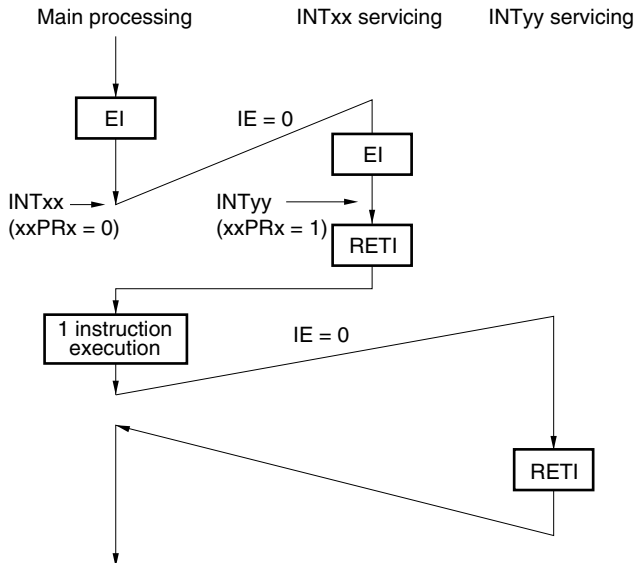 Main processing INTxx servicing INTyy servicing
EI
IE = 0
EI
INTxx
(xxPRx = 0)
INTyy
(xxPRx = 1)
RETI
1 instruction
execution
IE = 0
RETI